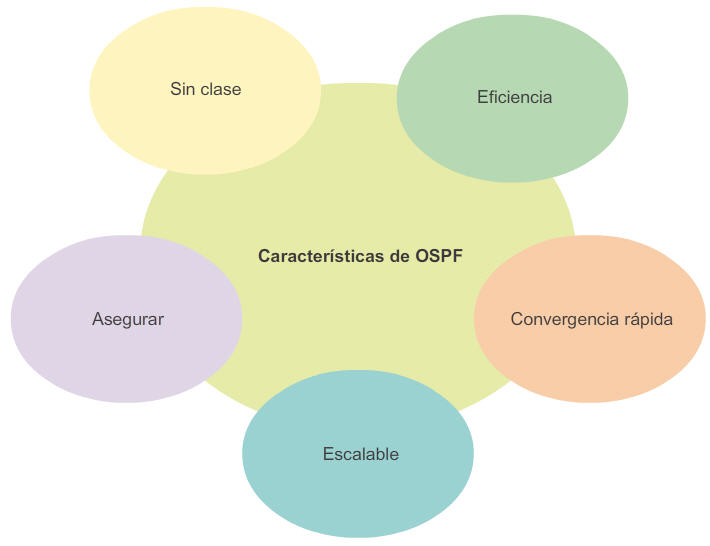 Sin clase
Eficiencia
Características de OSPF
Asegurar
Convergencia rápida
Escalable